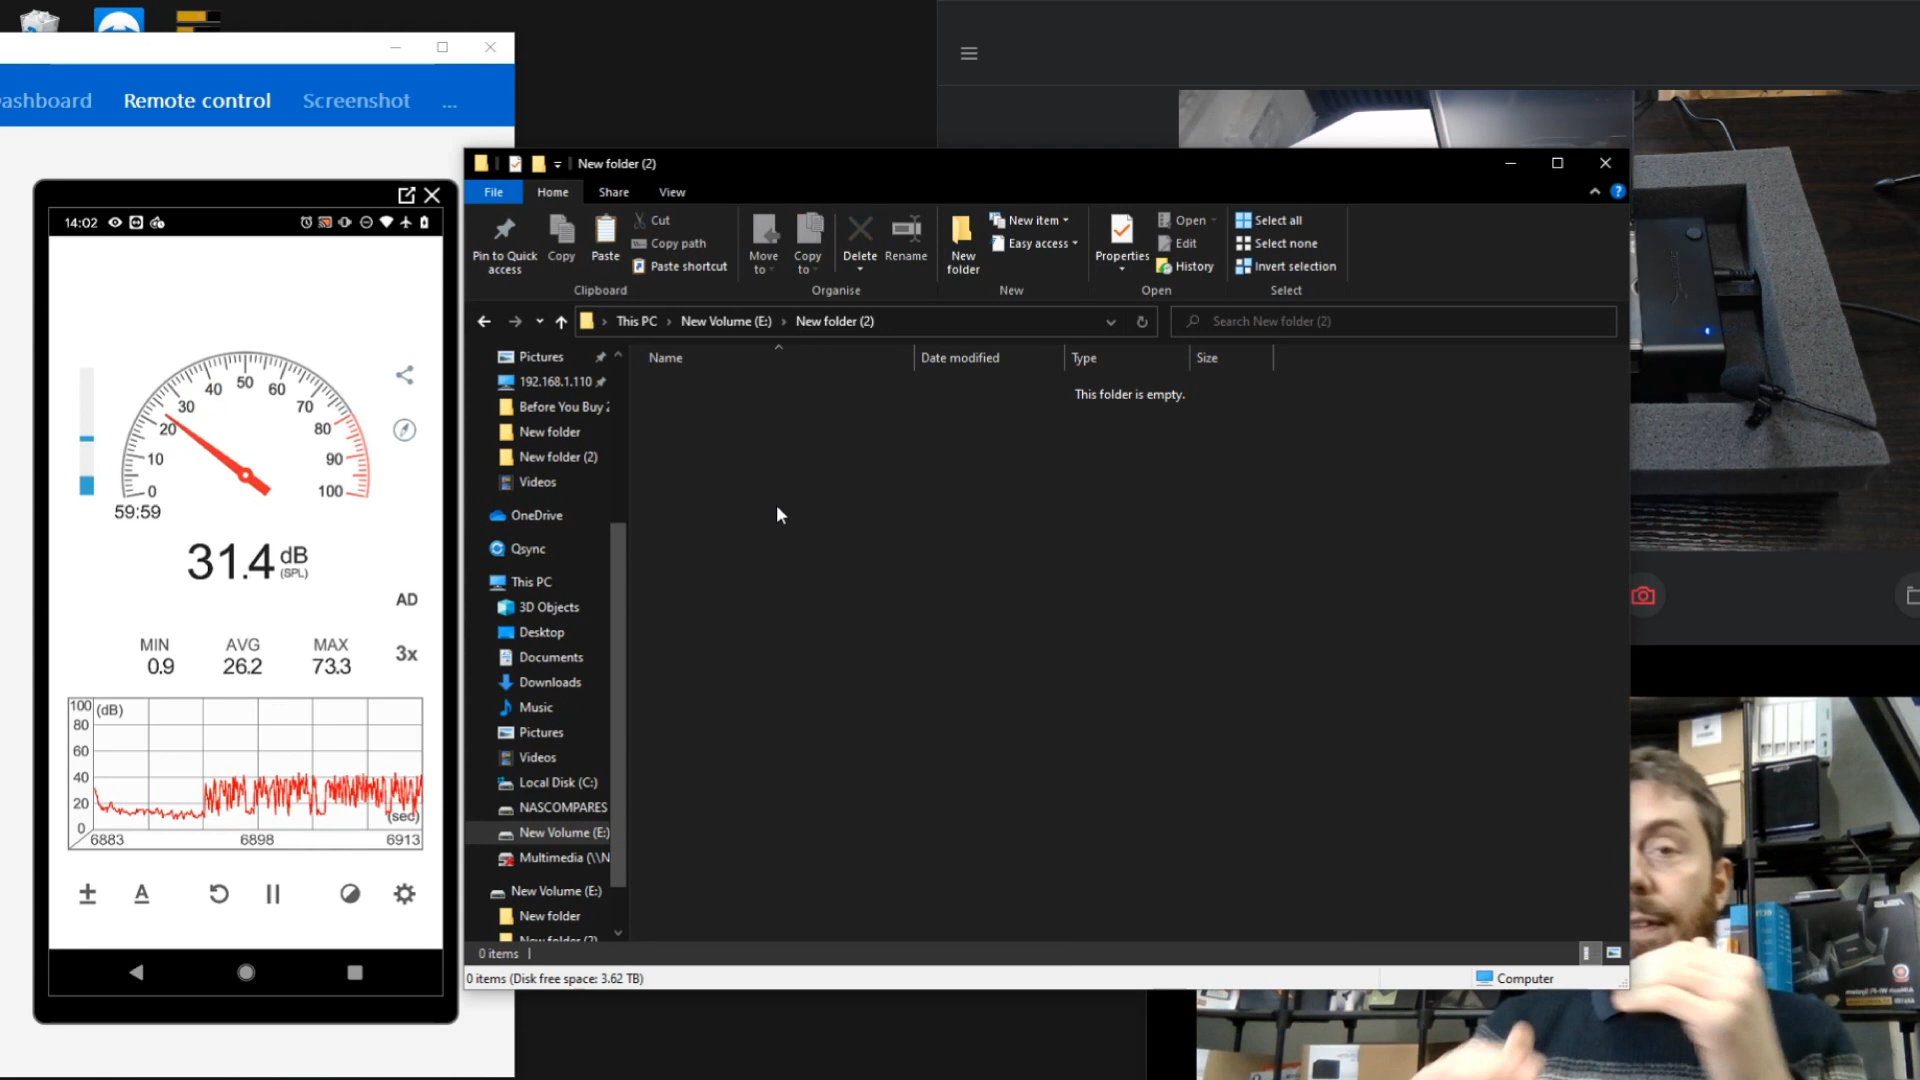 ashboard
Remote control
Screenshot
...
14:02
0
10
20
30
40
50
60
70
80
90
100
59:59
31.4 dB
(SPL)
AD
MIN
AVG
MAX
0.9
26.2
73.3
3x
100
(dB)
80
60
40
20
0
(sec)
6883
6898
6913
A
New folder (2)
File
Home
Share
View
Pin to Quick
access
Copy
Paste
Cut
Copy path
Paste shortcut
Clipboard
Move
to
Copy
to
Delete
Rename
Organise
New
folder
New item
Easy access
New
Properties
Open
Edit
History
Open
Select all
Select none
Invert selection
Select
This PC
New Volume (E:)
New folder (2)
Search New folder (2)
Name
Date modified
Type
Size
This folder is empty.
Pictures
192.168.1.110
Before You Buy 2
New folder
New folder (2)
Videos
OneDrive
Qsync
This PC
3D Objects
Desktop
Documents
Downloads
Music
Pictures
Videos
Local Disk (C:)
NASCOMPARES
New Volume (E:)
Multimedia (\\N
New Volume (E:)
New folder
New folder (2)
0 items
0 items (Disk free space: 3.62 TB)
Computer